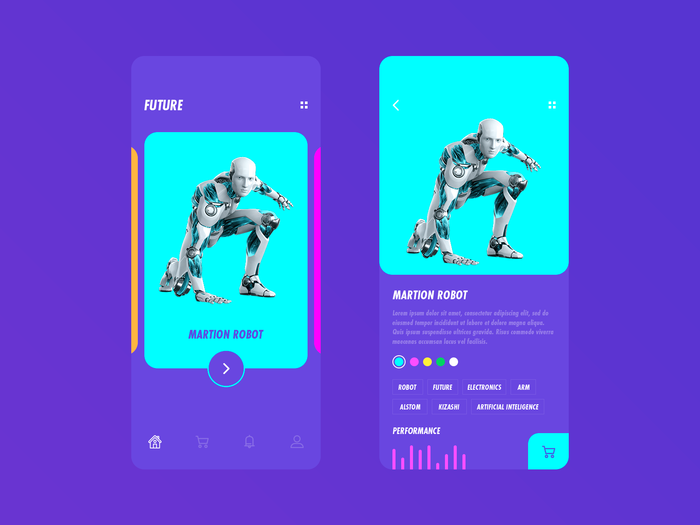 FUTURE
MARTION ROBOT
MARTION ROBOT
Lorem ipsum dolor sit amet, consectetur adipiscing elit, sed do
eiusmod tempor incididunt ut labore et dolore magna aliqua.
Quis ipsum suspendisse ultrices gravida. Risus commodo viverra
maecenas accumsan lacus vel facilisis.
ROBOT FUTURE ELECTRONICS ARM
ALSTOM KIZASHI ARTIFICIAL INTELIGENCE
PERFORMANCE